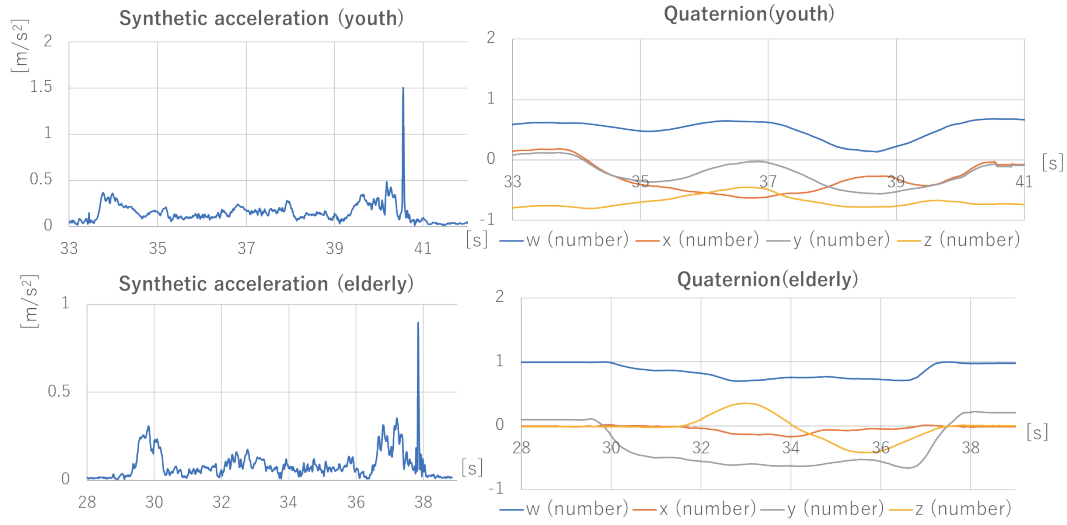 Synthetic acceleration (youth)
[m/s²]
2
1.5
1
0.5
0
33 35 37 39 41 [s]
Quaternion(youth)
2
1
0
-1
33 35 37 39 41 [s]
w (number) x (number) y (number) z (number)
Synthetic acceleration (elderly)
[m/s²]
1
0.5
0
28 30 32 34 36 38 [s]
Quaternion(elderly)
2
1
0
-1
28 30 32 34 36 38 [s]
w (number) x (number) y (number) z (number)